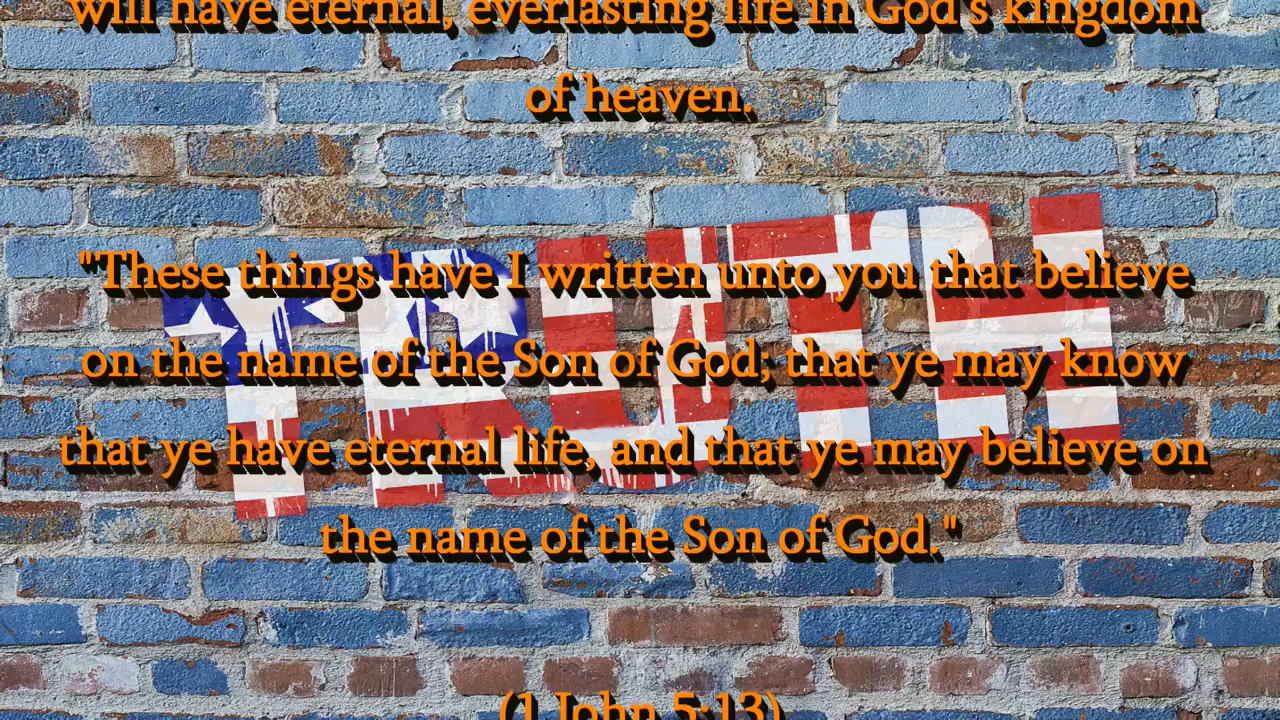 will have eternal, everlasting life in God's kingdom
of heaven.
TRUTH
"These things have I written unto you that believe
on the name of the Son of God; that ye may know
that ye have eternal life, and that ye may believe on
the name of the Son of God."
(1 John 5:13)